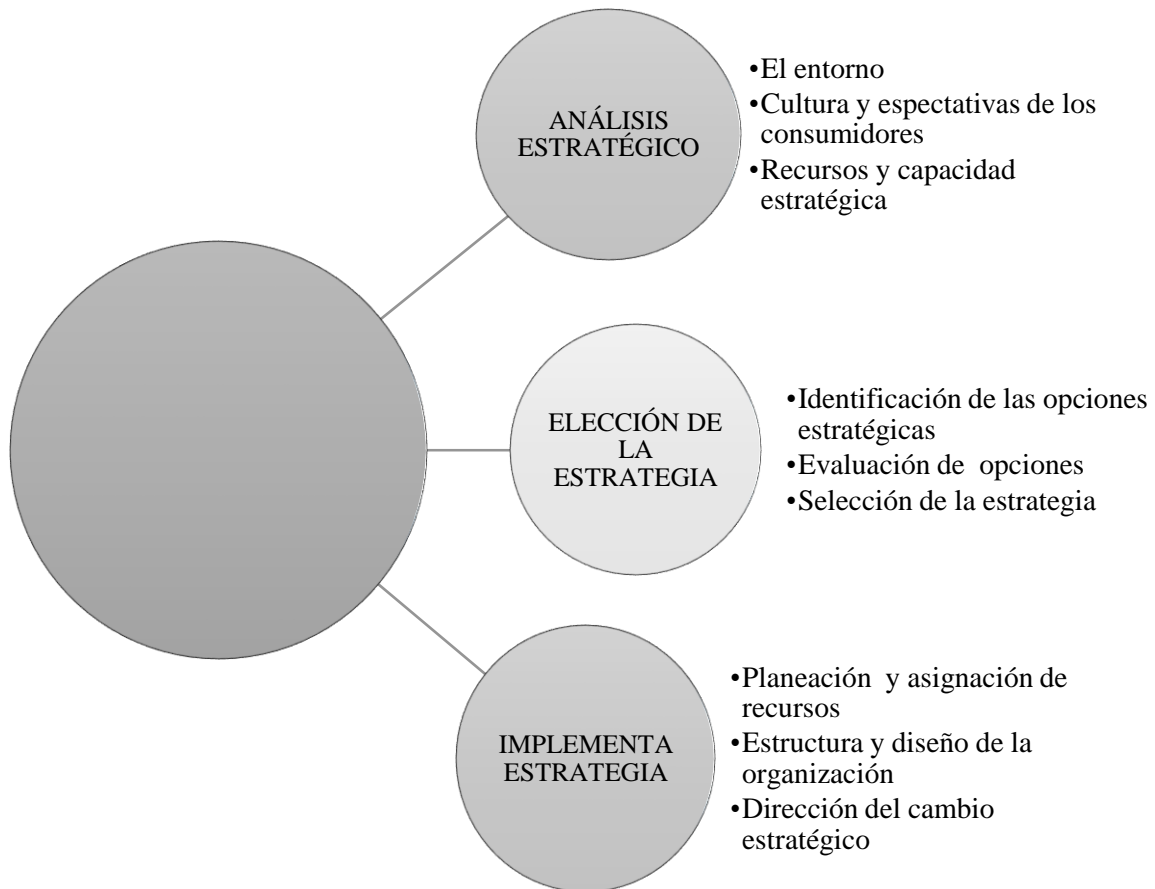 ANÁLISIS
ESTRATÉGICO
•El entorno
•Cultura y espectativas de los
consumidores
•Recursos y capacidad
estratégica
ELECCIÓN DE
LA
ESTRATEGIA
•Identificación de las opciones
estratégicas
•Evaluación de  opciones
•Selección de la estrategia
IMPLEMENTA
ESTRATEGIA
•Planeación  y asignación de
recursos
•Estructura y diseño de la
organización
•Dirección del cambio
estratégico